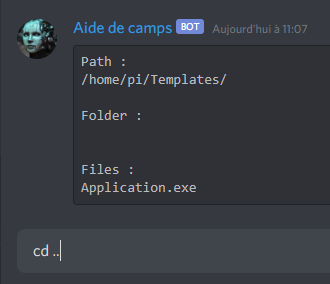 Aide de camps BOT Aujourd'hui à 11:07
Path :
/home/pi/Templates/
Folder :
Files :
Application.exe
cd ..